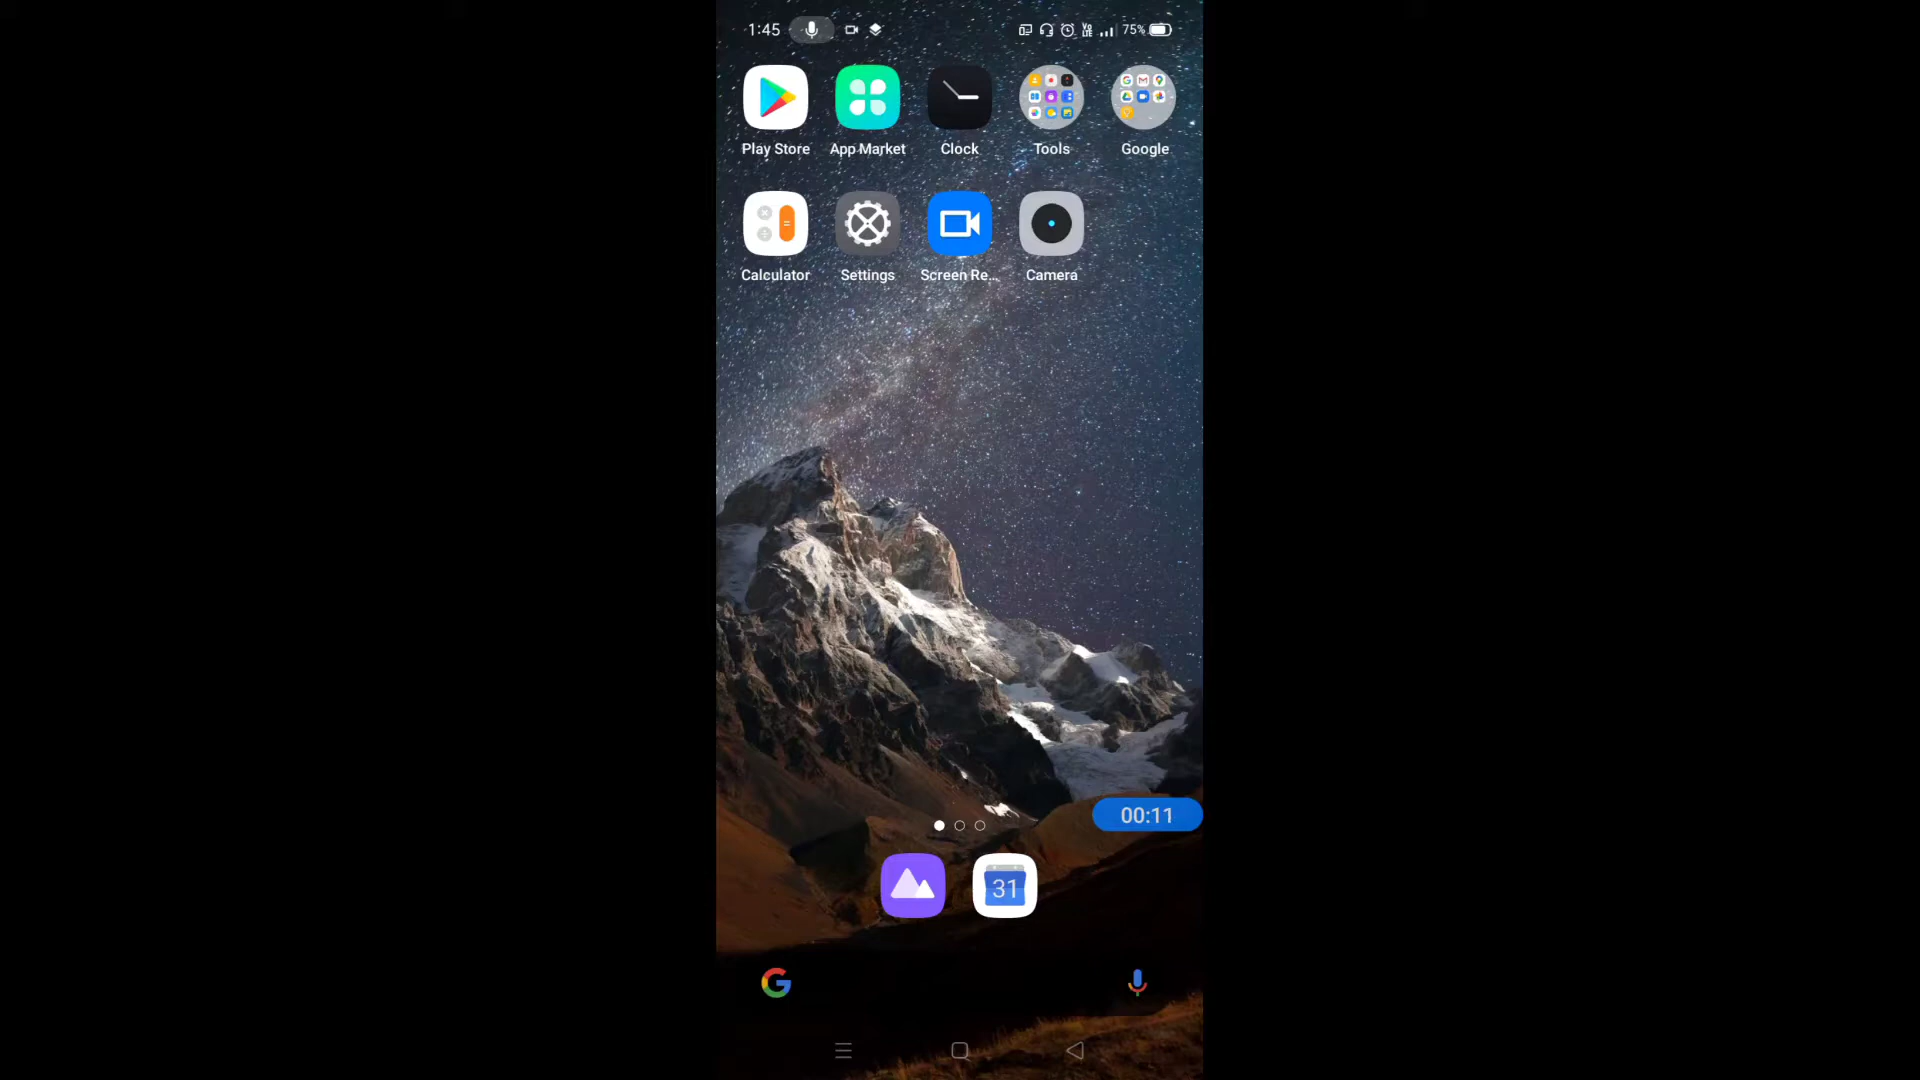 1:45 75%
Play Store App Market Clock Tools Google
Calculator Settings Screen Re... Camera
00:11
31